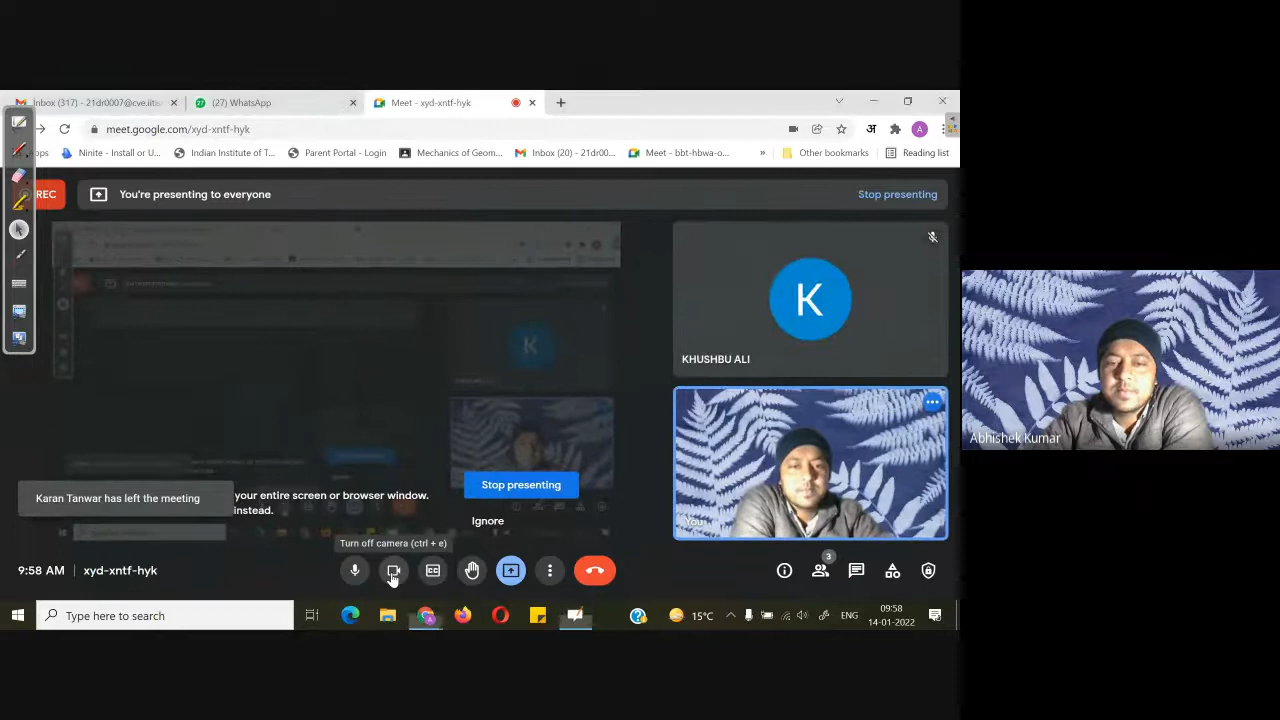 Inbox (317) - 21dr0007@cve.iitis
(27) WhatsApp
Meet - xyd-xntf-hyk
meet.google.com/xyd-xntf-hyk
अ
A
ops
Ninite - Install or U...
Indian Institute of T...
Parent Portal - Login
Mechanics of Geom...
Inbox (20) - 21dr00...
Meet - bbt-hbwa-o...
»
Other bookmarks
Reading list
REC
You're presenting to everyone
Stop presenting
K
KHUSHBU ALI
K
Karan Tanwar has left the meeting
your entire screen or browser window.
instead.
Stop presenting
Ignore
You
Abhishek Kumar
Turn off camera (ctrl + e)
9:58 AM | xyd-xntf-hyk
3
Type here to search
15°C
ENG
09:58
14-01-2022